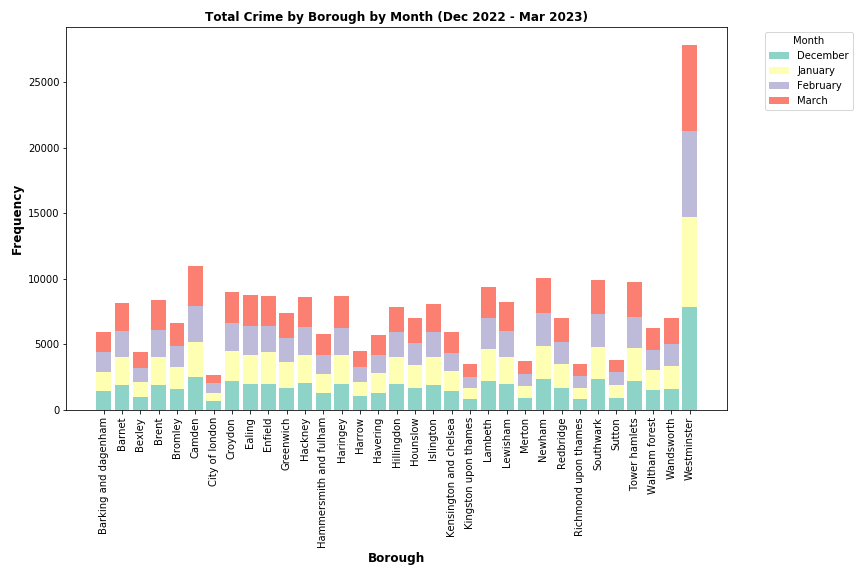 Total Crime by Borough by Month (Dec 2022 - Mar 2023)
Month
December
January
February
March
Frequency
25000
20000
15000
10000
5000
0
Barking and dagenham
Barnet
Bexley
Brent
Bromley
Camden
City of london
Croydon
Ealing
Enfield
Greenwich
Hackney
Hammersmith and fulham
Haringey
Harrow
Havering
Hillingdon
Hounslow
Islington
Kensington and chelsea
Kingston upon thames
Lambeth
Lewisham
Merton
Newham
Redbridge
Richmond upon thames
Southwark
Sutton
Tower hamlets
Waltham forest
Wandsworth
Westminster
Borough